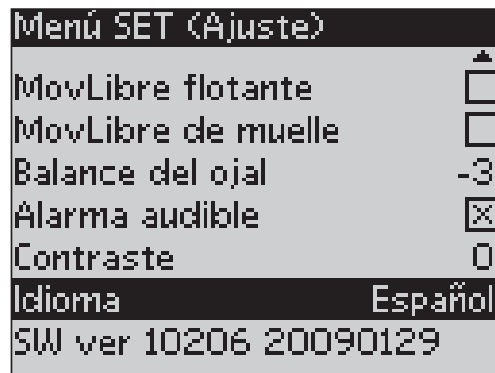 Menú SET (Ajuste)
MovLibre flotante
MovLibre de muelle
Balance del ojal -3
Alarma audible
Contraste 0
Idioma Español
SW ver 10206 20090129